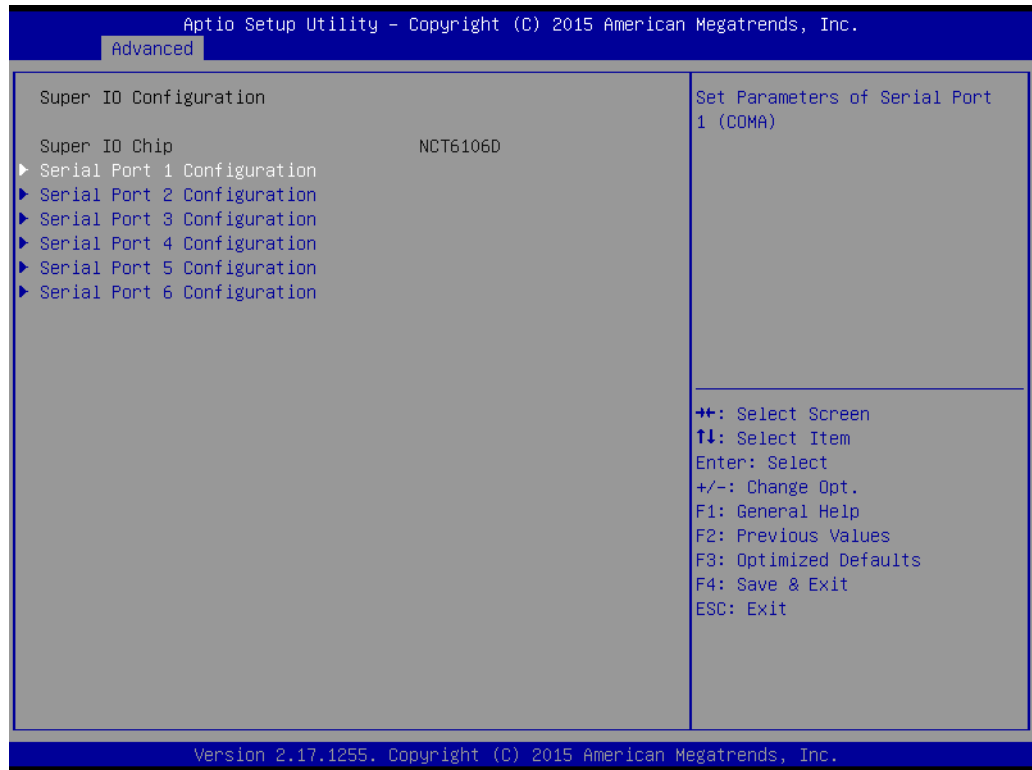 Aptio Setup Utility – Copyright (C) 2015 American Megatrends, Inc.
Advanced
Super IO Configuration
Super IO Chip NCT6106D
Serial Port 1 Configuration
Serial Port 2 Configuration
Serial Port 3 Configuration
Serial Port 4 Configuration
Serial Port 5 Configuration
Serial Port 6 Configuration
Set Parameters of Serial Port
1 (COMA)
→←: Select Screen
↑↓: Select Item
Enter: Select
+/-: Change Opt.
F1: General Help
F2: Previous Values
F3: Optimized Defaults
F4: Save & Exit
ESC: Exit
Version 2.17.1255. Copyright (C) 2015 American Megatrends, Inc.